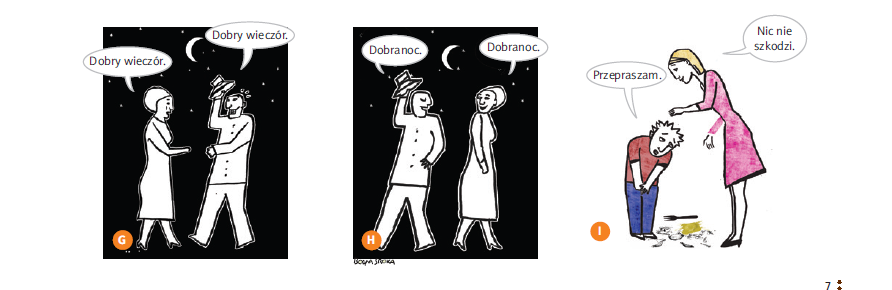 Dobry wieczór.
Dobry wieczór.
G
Dobranoc.
Dobranoc.
H
Przepraszam.
Nic nie
szkodzi.
I
7